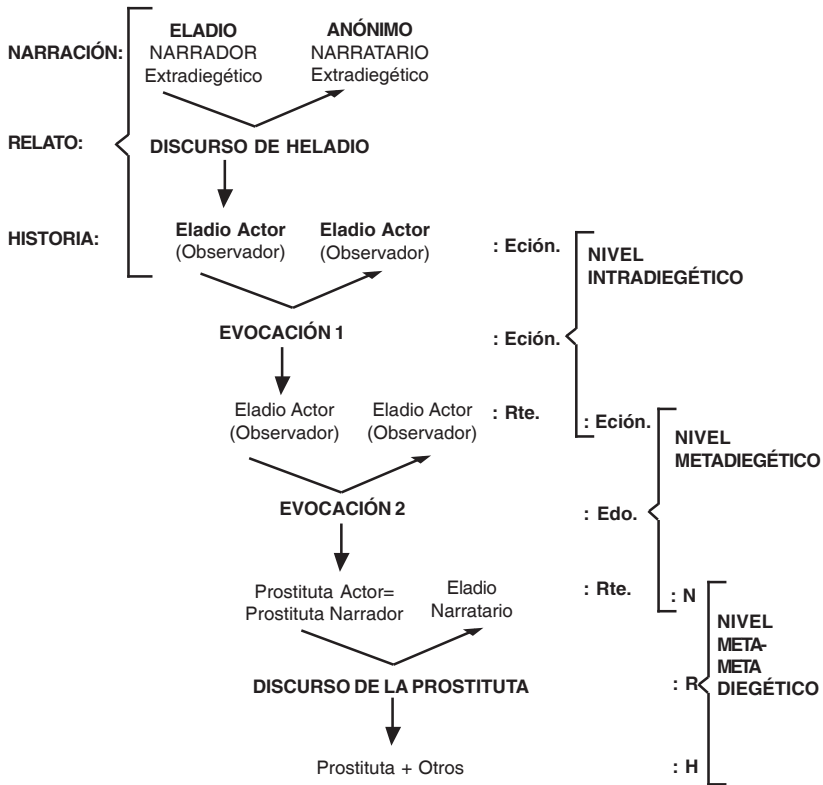 ELADIO ANÓNIMO
NARRACIÓN: NARRADOR NARRATARIO
Extradiegético Extradiegético
RELATO: DISCURSO DE HELADIO
Eladio Actor Eladio Actor
HISTORIA: (Observador) (Observador) : Eción. NIVEL
INTRADIEGÉTICO
EVOCACIÓN 1 : Eción.
Eladio Actor Eladio Actor : Rte. : Eción.
(Observador) (Observador) NIVEL
METADIEGÉTICO
EVOCACIÓN 2 : Edo.
Prostituta Actor= Eladio : Rte. : N
Prostituta Narrador Narratario NIVEL
META-
META
DISCURSO DE LA PROSTITUTA : R DIEGÉTICO
Prostituta + Otros : H